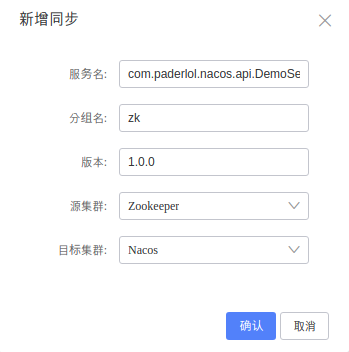 新增同步
服务名: com.paderlol.nacos.api.DemoSe
分组名: zk
版本: 1.0.0
源集群: Zookeeper
目标集群: Nacos
确认 取消